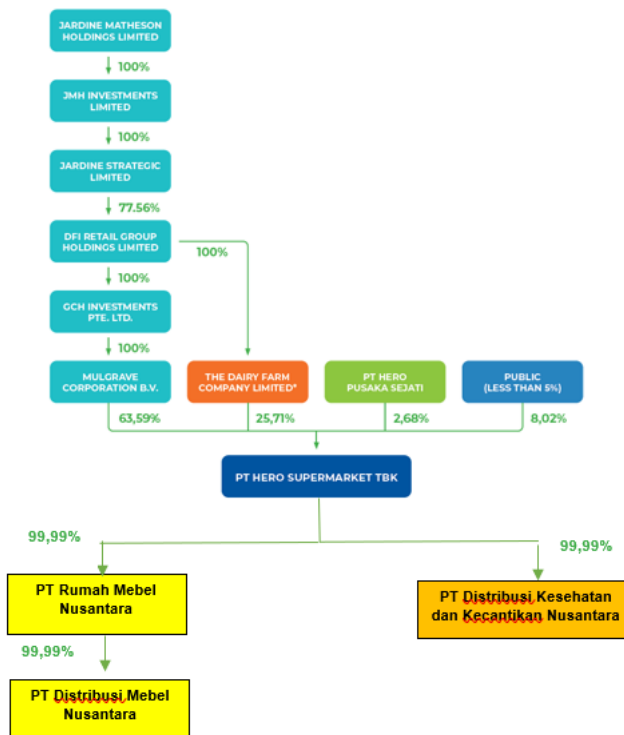 JARDINE MATHESON
HOLDINGS LIMITED
100%
JMH INVESTMENTS
LIMITED
100%
JARDINE STRATEGIC
LIMITED
77.56%
DFI RETAIL GROUP
HOLDINGS LIMITED
100%
100%
GCH INVESTMENTS
PTE. LTD.
100%
MULGRAVE
CORPORATION B.V.
THE DAIRY FARM
COMPANY LIMITED*
PT HERO
PUSAKA SEJATI
PUBLIC
(LESS THAN 5%)
63,59%
25,71%
2,68%
8,02%
PT HERO SUPERMARKET TBK
99,99%
99,99%
PT Rumah Mebel
Nusantara
PT Distribusi Kesehatan
dan Kecantikan Nusantara
99,99%
PT Distribusi Mebel
Nusantara